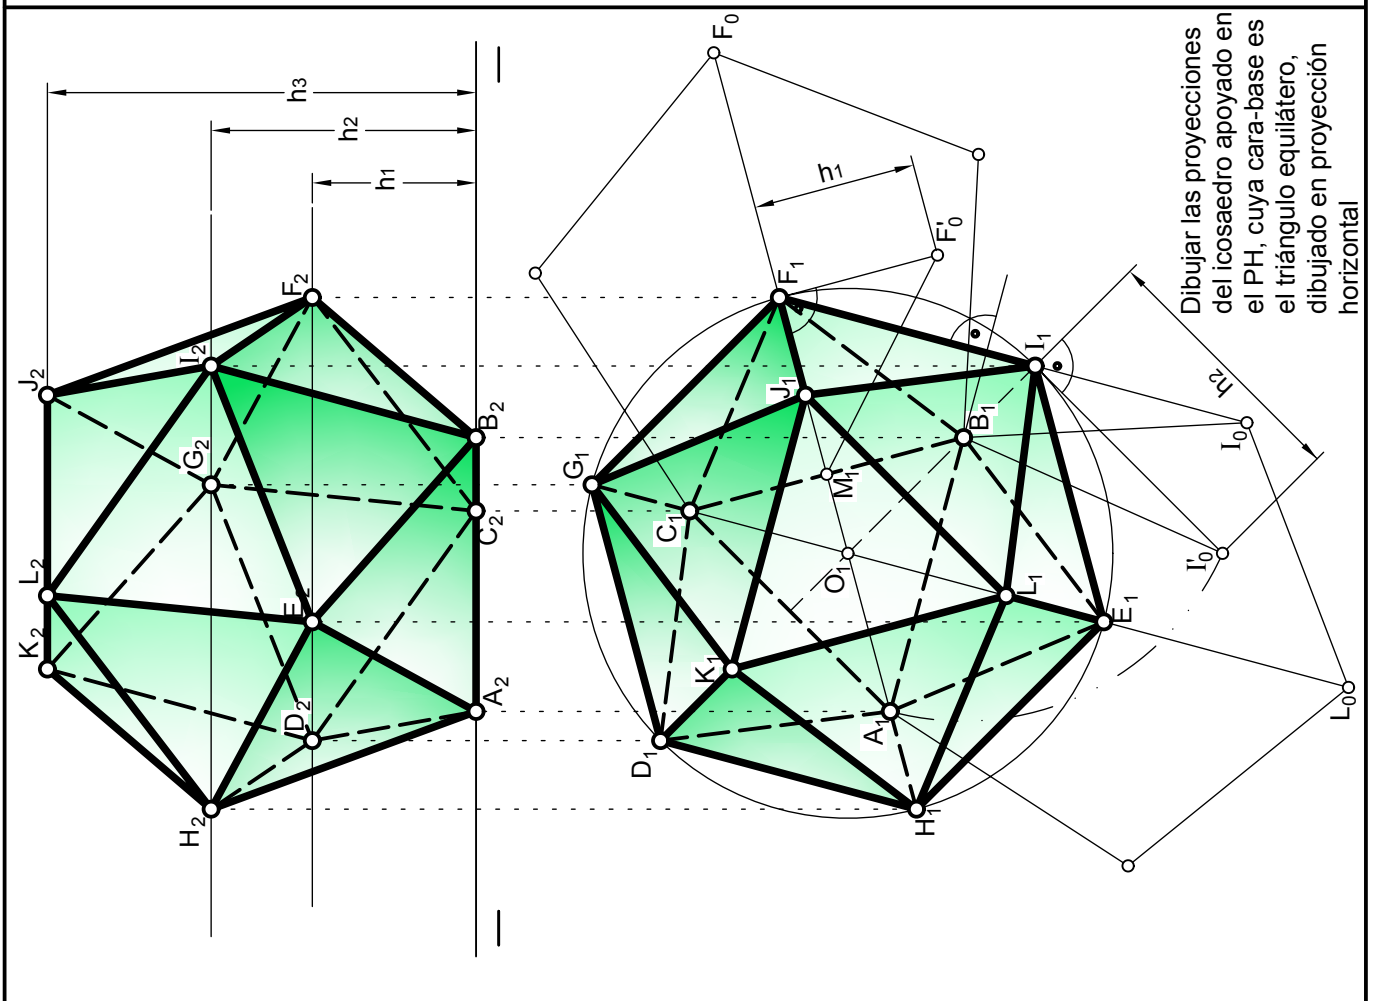 Dibujar las proyecciones
del icosaedro apoyado en
el PH, cuya cara-base es
el triángulo equilátero,
dibujado en proyección
horizontal
h3
h2
h1
J2
I2
F2
G2
B2
C2
L2
E2
K2
D2
A2
H2
F0
h1
F'0
F1
J1
I1
G1
B1
M1
C1
h2
I0
O1
I'0
L1
E1
K1
A1
L0
D1
H1